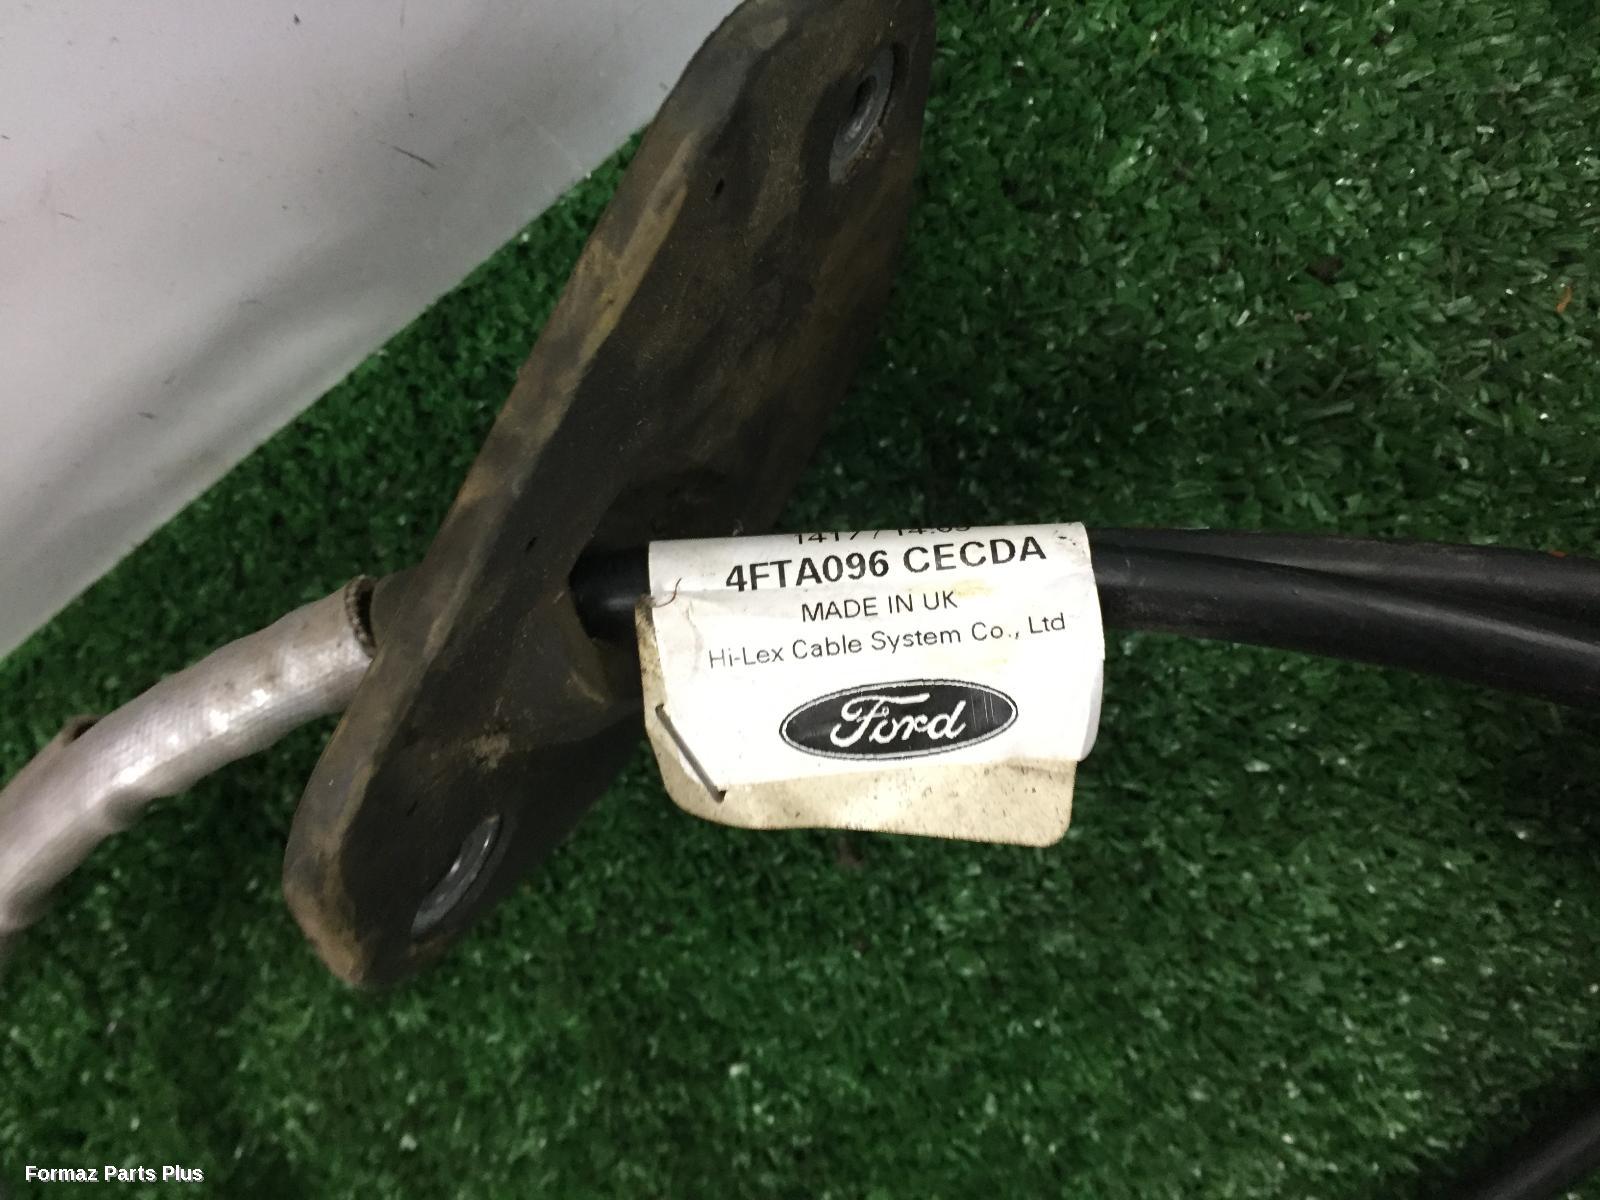 4FTA096 CECDA
MADE IN UK
Hi-Lex Cable System Co., Ltd
Ford
Formaz Parts Plus